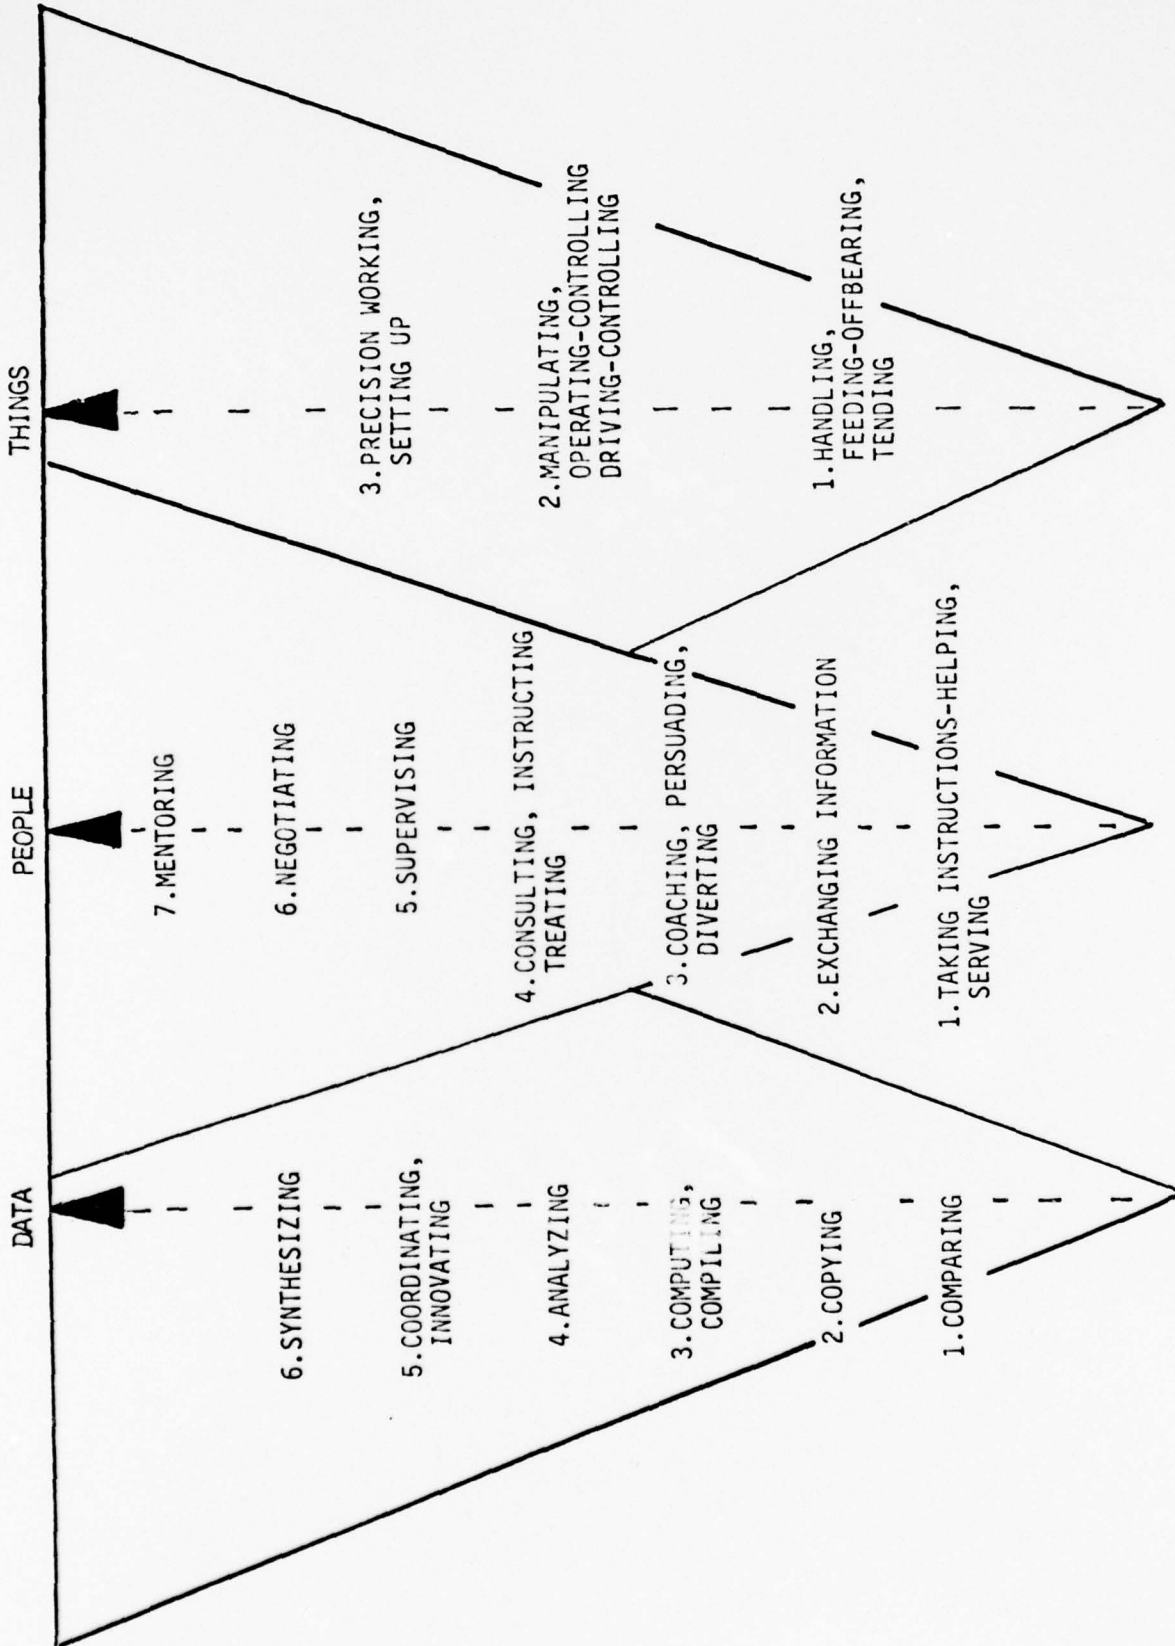 DATA
6.SYNTHESIZING
5.COORDINATING,
INNOVATING
4.ANALYZING
3.COMPUTING,
COMPILING
2.COPYING
1.COMPARING
PEOPLE
7.MENTORING
6.NEGOTIATING
5.SUPERVISING
4.CONSULTING, INSTRUCTING
TREATING
3.COACHING, PERSUADING,
DIVERTING
2.EXCHANGING INFORMATION
1.TAKING INSTRUCTIONS-HELPING,
SERVING
THINGS
3.PRECISION WORKING,
SETTING UP
2.MANIPULATING,
OPERATING-CONTROLLING
DRIVING-CONTROLLING
1.HANDLING,
FEEDING-OFFBEARING,
TENDING